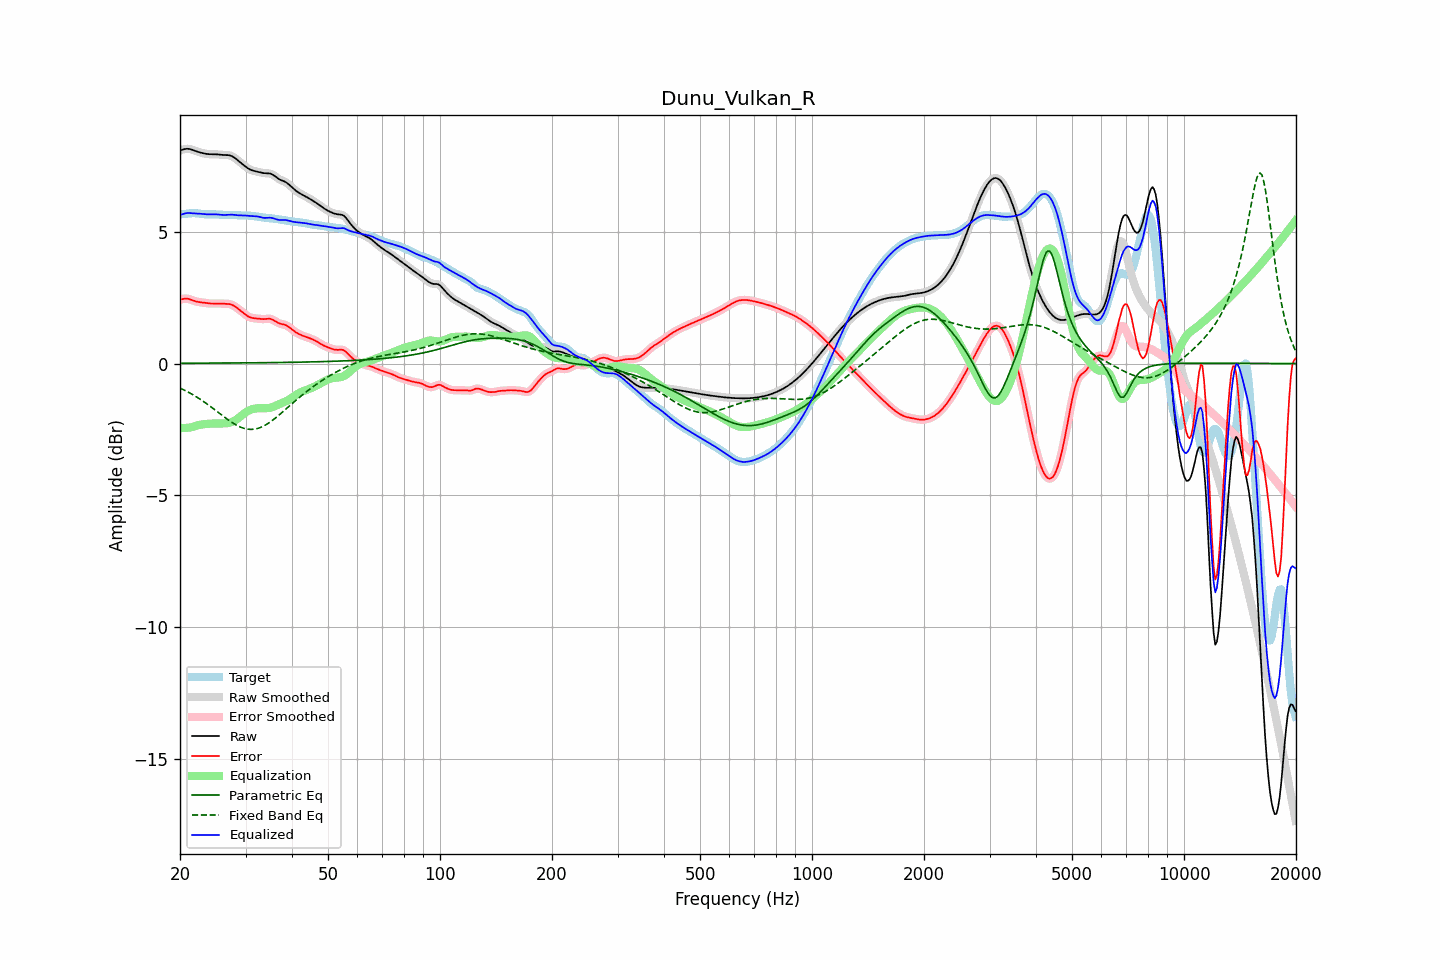 Dunu_Vulkan_R
Amplitude (dBr)
5
0
−5
−10
−15
Target
Raw Smoothed
Error Smoothed
Raw
Error
Equalization
Parametric Eq
Fixed Band Eq
Equalized
20 50 100 200 500 1000 2000 5000 10000 20000
Frequency (Hz)